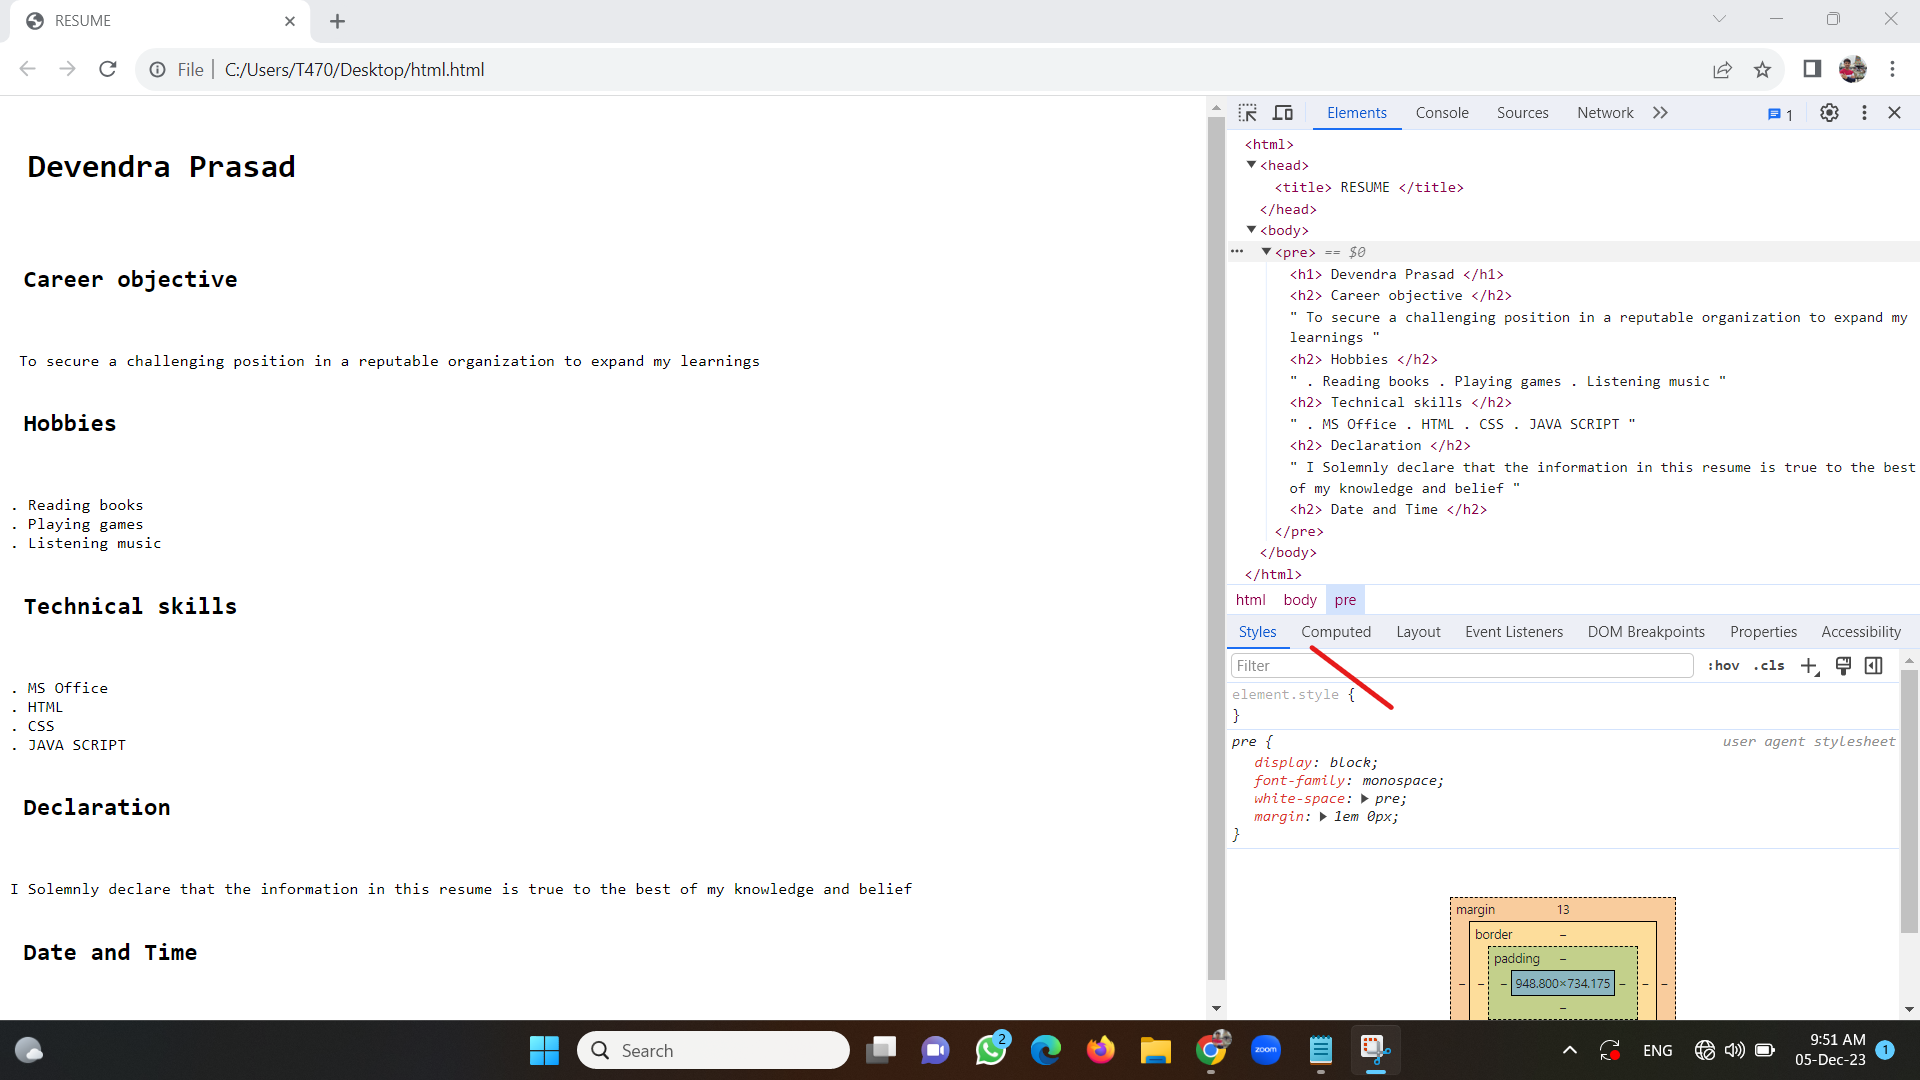 RESUME
File
C:/Users/T470/Desktop/html.html
Devendra Prasad
Career objective
To secure a challenging position in a reputable organization to expand my learnings
Hobbies
. Reading books
. Playing games
. Listening music
Technical skills
. MS Office
. HTML
. CSS
. JAVA SCRIPT
Declaration
I Solemnly declare that the information in this resume is true to the best of my knowledge and belief
Date and Time
Elements Console Sources Network 1
<html>
<head>
<title> RESUME </title>
</head>
<body>
<pre> == $0
<h1> Devendra Prasad </h1>
<h2> Career objective </h2>
" To secure a challenging position in a reputable organization to expand my
learnings "
<h2> Hobbies </h2>
" . Reading books . Playing games . Listening music "
<h2> Technical skills </h2>
" . MS Office . HTML . CSS . JAVA SCRIPT "
<h2> Declaration </h2>
" I Solemnly declare that the information in this resume is true to the best
of my knowledge and belief "
<h2> Date and Time </h2>
</pre>
</body>
</html>
html body pre
Styles Computed Layout Event Listeners DOM Breakpoints Properties Accessibility
Filter :hov .cls
element.style {
}
pre { user agent stylesheet
display: block;
font-family: monospace;
white-space: pre;
margin: 1em 0px;
}
margin 13
border –
padding –
– – – 948.800×734.175 – – –
–
Search
2
zoom
ENG
9:51 AM
05-Dec-23
1